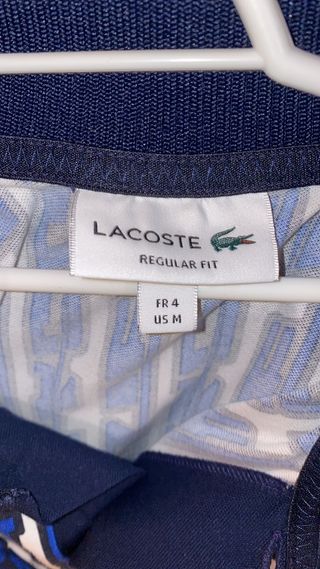 LACOSTE
REGULAR FIT
FR 4
US M